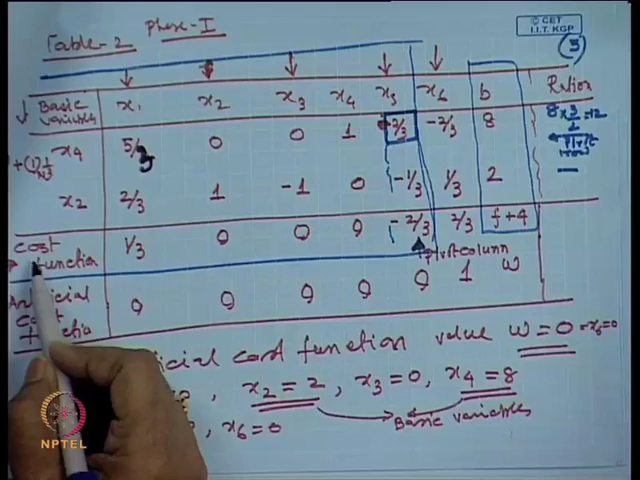 © CET
I.I.T. KGP
Table-2 Phase-I
3
Basic variables x₁ x₂ x₃ x₄ x₅ x₆ b Ration
x₄ 5/3 0 0 1 2/3 -2/3 8 8×3/2=12
x₂ 2/3 1 -1 0 -1/3 1/3 2 —
Cost function 1/3 0 0 0 -2/3 2/3 f+4
pivot column
Artificial cost function 0 0 0 0 0 1 w
cost function value w=0
x₂=2, x₃=0, x₄=8
Basic variables
, x₆=0
NPTEL